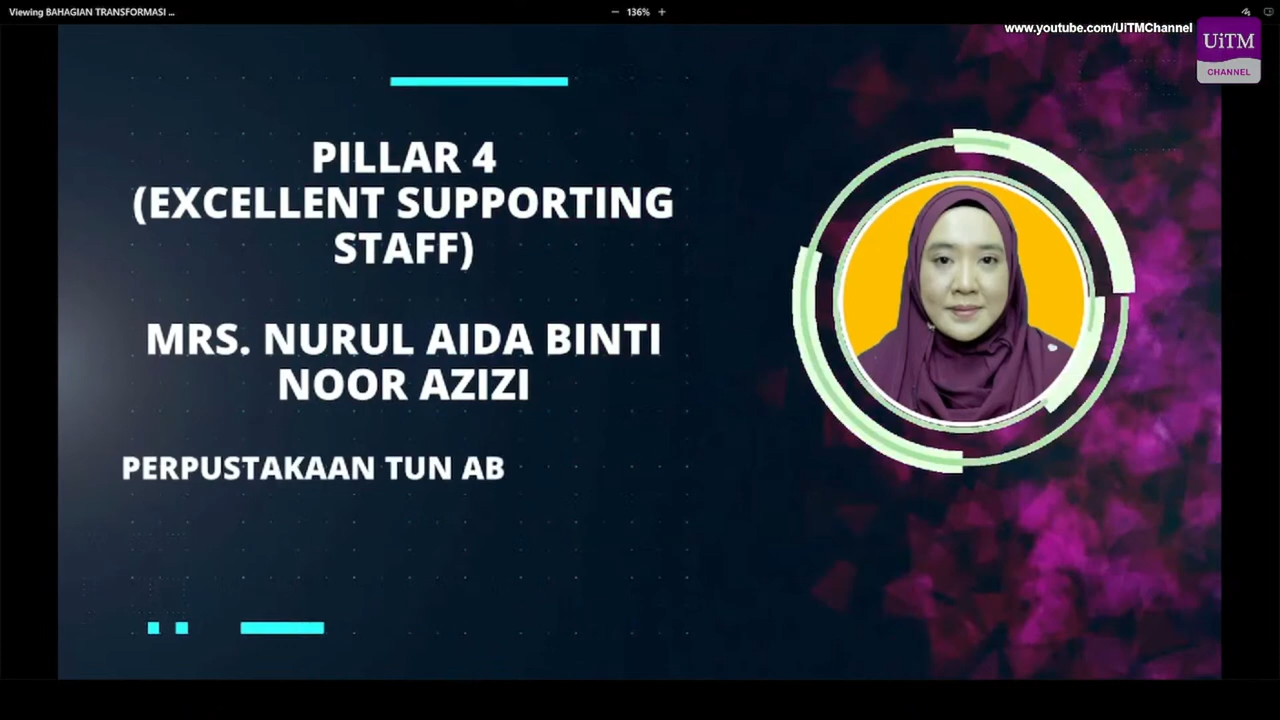 Viewing BAHAGIAN TRANSFORMASI ...
136%
www.youtube.com/UiTMChannel
UiTM
CHANNEL
PILLAR 4
(EXCELLENT SUPPORTING
STAFF)
MRS. NURUL AIDA BINTI
NOOR AZIZI
PERPUSTAKAAN TUN AB